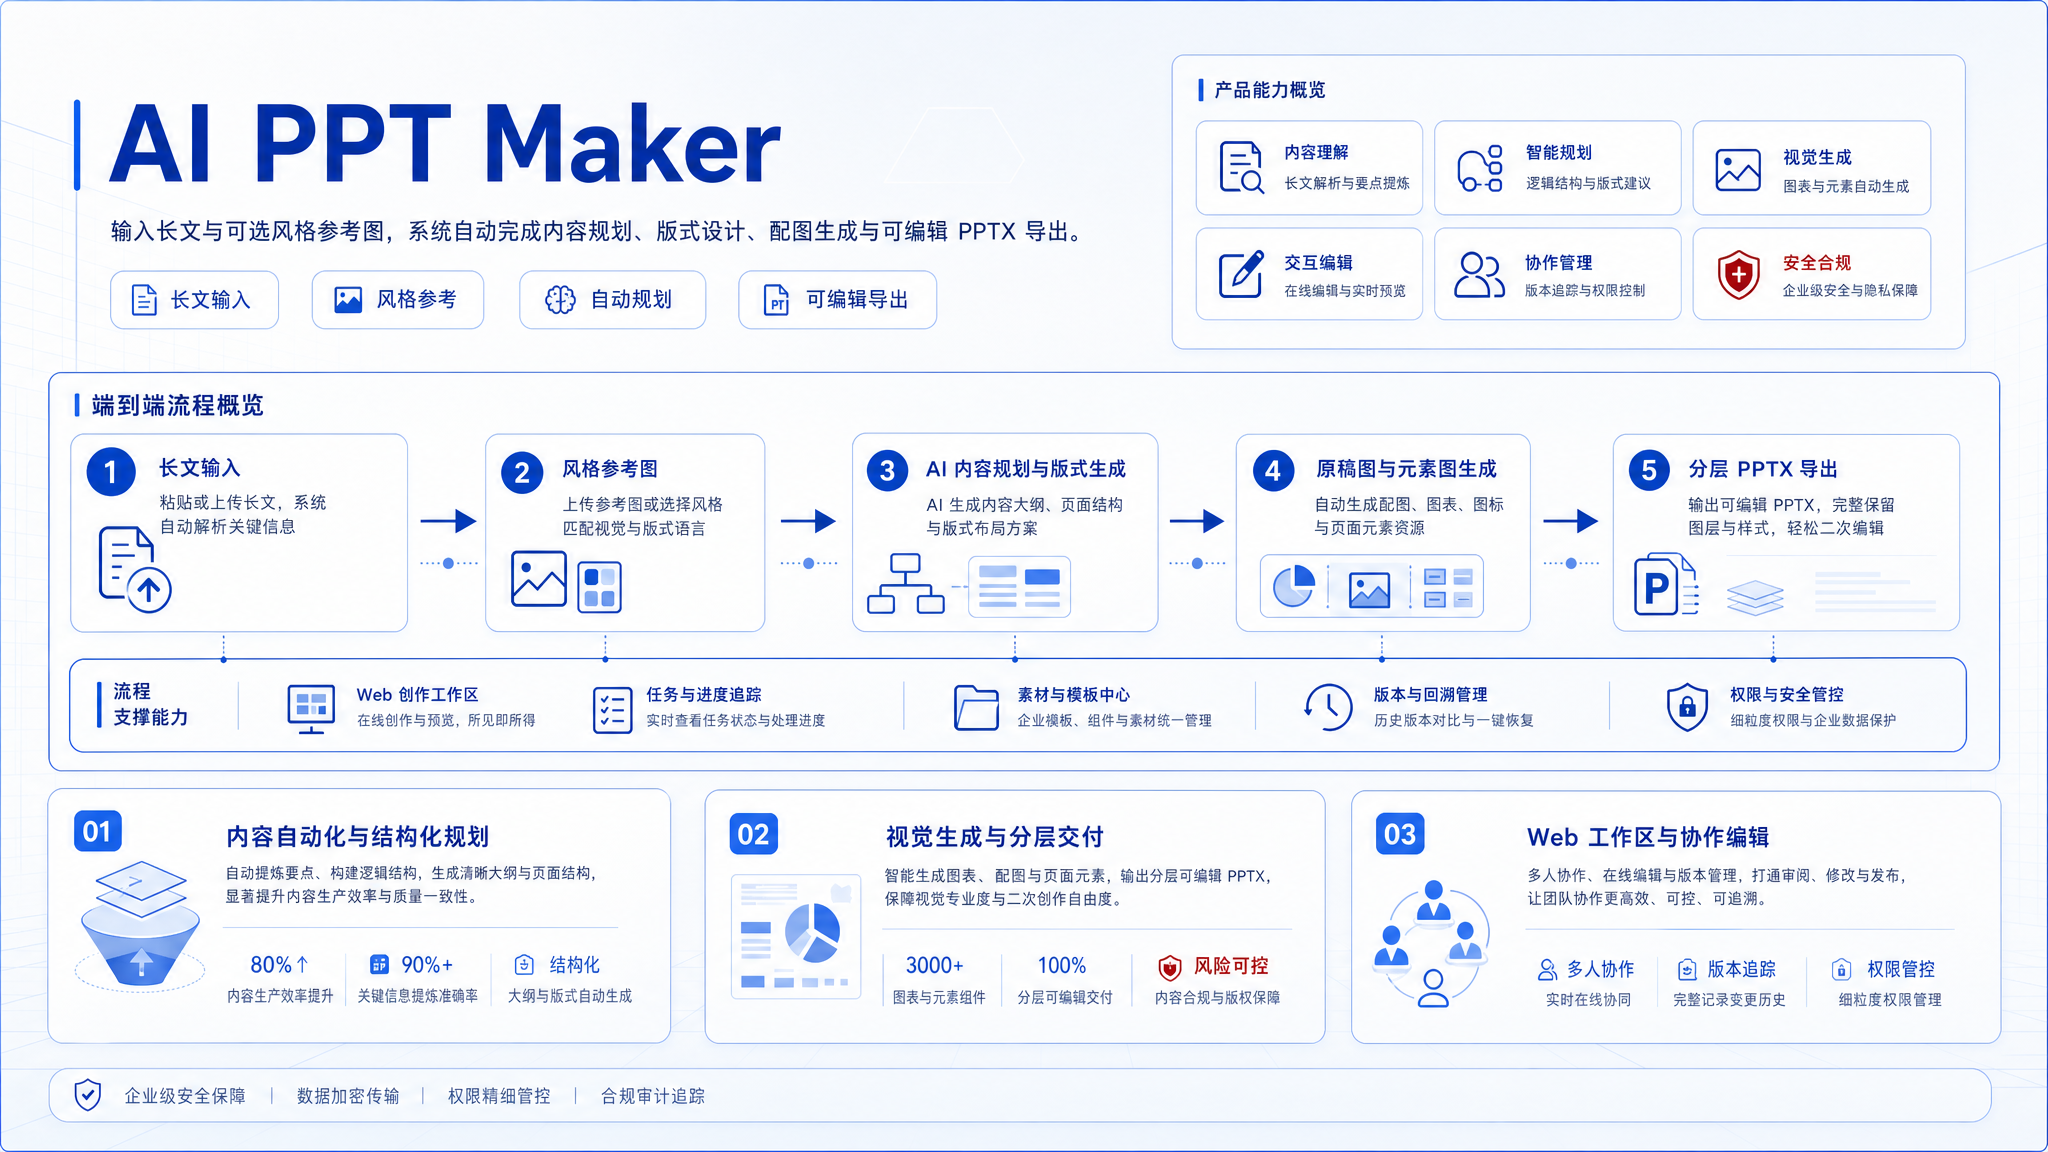 AI PPT Maker
输入长文与可选风格参考图，系统自动完成内容规划、版式设计、配图生成与可编辑 PPTX 导出。
长文输入
风格参考
自动规划
PT
可编辑导出
产品能力概览
内容理解
长文解析与要点提炼
智能规划
逻辑结构与版式建议
视觉生成
图表与元素自动生成
交互编辑
在线编辑与实时预览
协作管理
版本追踪与权限控制
安全合规
企业级安全与隐私保障
端到端流程概览
1
长文输入
粘贴或上传长文，系统
自动解析关键信息
2
风格参考图
上传参考图或选择风格
匹配视觉与版式语言
3
AI 内容规划与版式生成
AI 生成内容大纲、页面结构
与版式布局方案
4
原稿图与元素图生成
自动生成配图、图表、图标
与页面元素资源
5
分层 PPTX 导出
输出可编辑 PPTX，完整保留
图层与样式，轻松二次编辑
P
流程
支撑能力
Web 创作工作区
在线创作与预览，所见即所得
任务与进度追踪
实时查看任务状态与处理进度
素材与模板中心
企业模板、组件与素材统一管理
版本与回溯管理
历史版本对比与一键恢复
权限与安全管控
细粒度权限与企业数据保护
01
内容自动化与结构化规划
自动提炼要点、构建逻辑结构，生成清晰大纲与页面结构，
显著提升内容生产效率与质量一致性。
80%↑
内容生产效率提升
90%+
关键信息提炼准确率
结构化
大纲与版式自动生成
02
视觉生成与分层交付
智能生成图表、配图与页面元素，输出分层可编辑 PPTX，
保障视觉专业度与二次创作自由度。
3000+
图表与元素组件
100%
分层可编辑交付
风险可控
内容合规与版权保障
03
Web 工作区与协作编辑
多人协作、在线编辑与版本管理，打通审阅、修改与发布，
让团队协作更高效、可控、可追溯。
多人协作
实时在线协同
版本追踪
完整记录变更历史
权限管控
细粒度权限管理
企业级安全保障 | 数据加密传输 | 权限精细管控 | 合规审计追踪